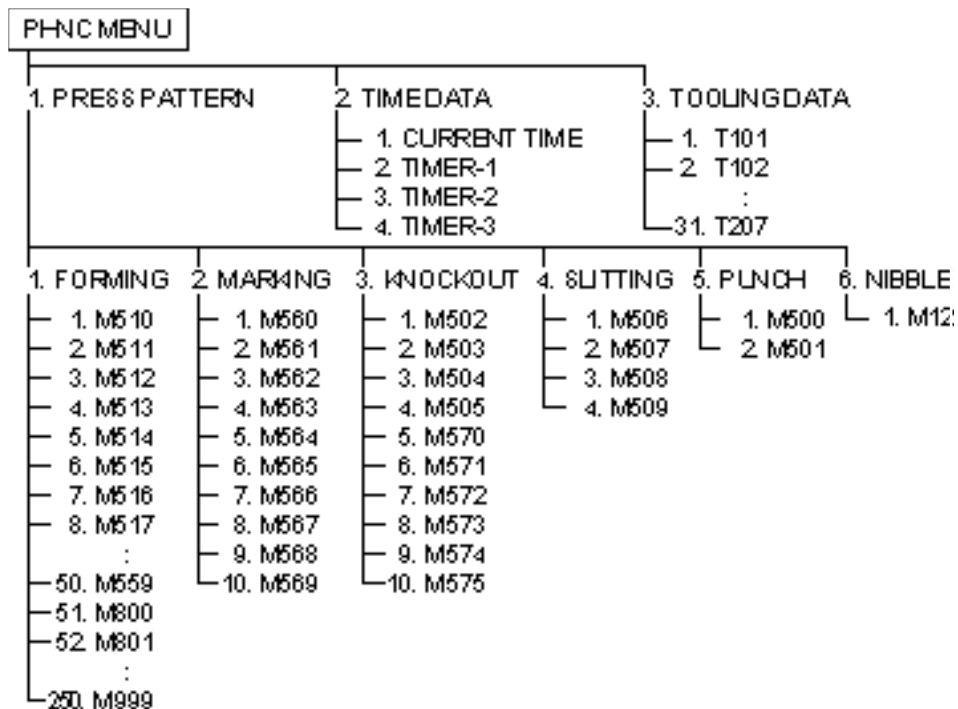 PHNC MENU
1. PRESS PATTERN
2. TIME DATA
1. CURRENT TIME
2. TIMER-1
3. TIMER-2
4. TIMER-3
3. TOOLING DATA
1. T101
2. T102
:
31. T207
1. FORMING
1. M510
2. M511
3. M512
4. M513
5. M514
6. M515
7. M516
8. M517
:
50. M559
51. M800
52. M801
:
250. M999
2. MARKING
1. M560
2. M561
3. M562
4. M563
5. M564
6. M565
7. M566
8. M567
9. M568
10. M569
3. KNOCKOUT
1. M502
2. M503
3. M504
4. M505
5. M570
6. M571
7. M572
8. M573
9. M574
10. M575
4. SLITTING
1. M506
2. M507
3. M508
4. M509
5. PUNCH
1. M500
2. M501
6. NIBBLE
1.